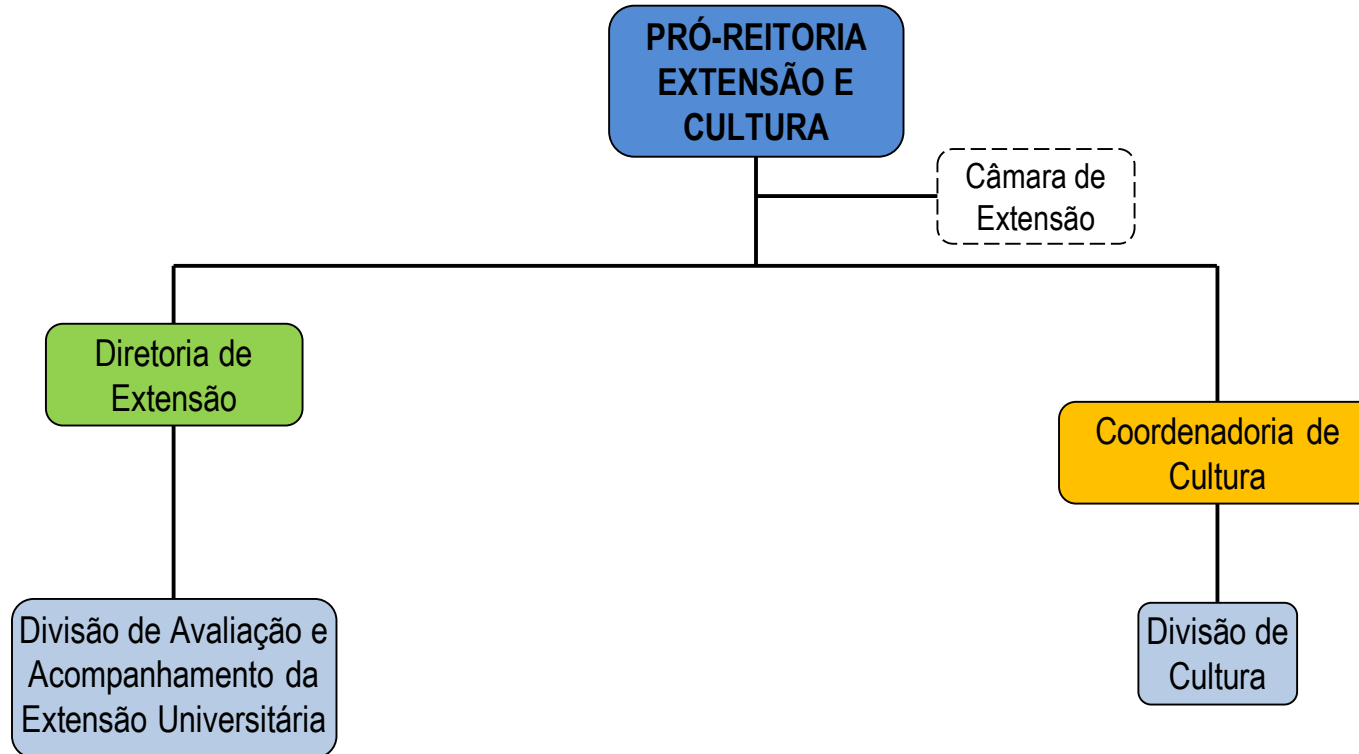 PRÓ-REITORIA
EXTENSÃO E
CULTURA
Câmara de
Extensão
Diretoria de
Extensão
Coordenadoria de
Cultura
Divisão de Avaliação e
Acompanhamento da
Extensão Universitária
Divisão de
Cultura